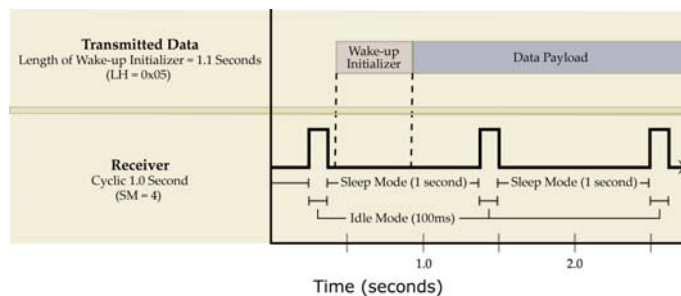 Transmitted Data
Length of Wake-up Initializer = 1.1 Seconds
(LH = 0x05)
Wake-up
Initializer
Data Payload
Receiver
Cyclic 1.0 Second
(SM = 4)
Sleep Mode (1 second)
Sleep Mode (1 second)
Idle Mode (100ms)
1.0
2.0
Time (seconds)